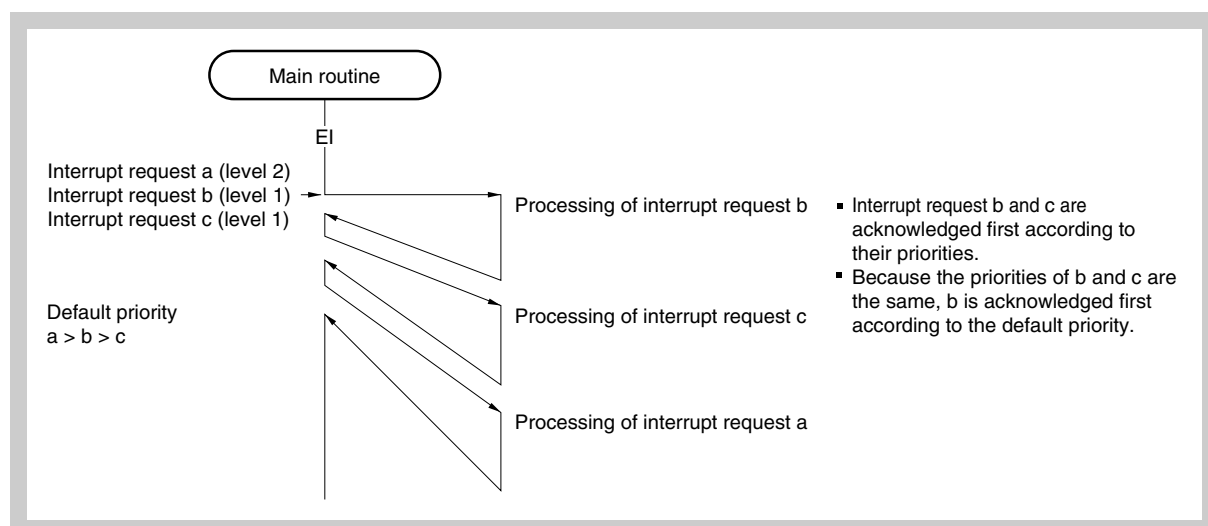 Main routine
EI
Interrupt request a (level 2)
Interrupt request b (level 1)
Interrupt request c (level 1)
Processing of interrupt request b
▪ Interrupt request b and c are
acknowledged first according to
their priorities.
▪ Because the priorities of b and c are
the same, b is acknowledged first
according to the default priority.
Default priority
a > b > c
Processing of interrupt request c
Processing of interrupt request a